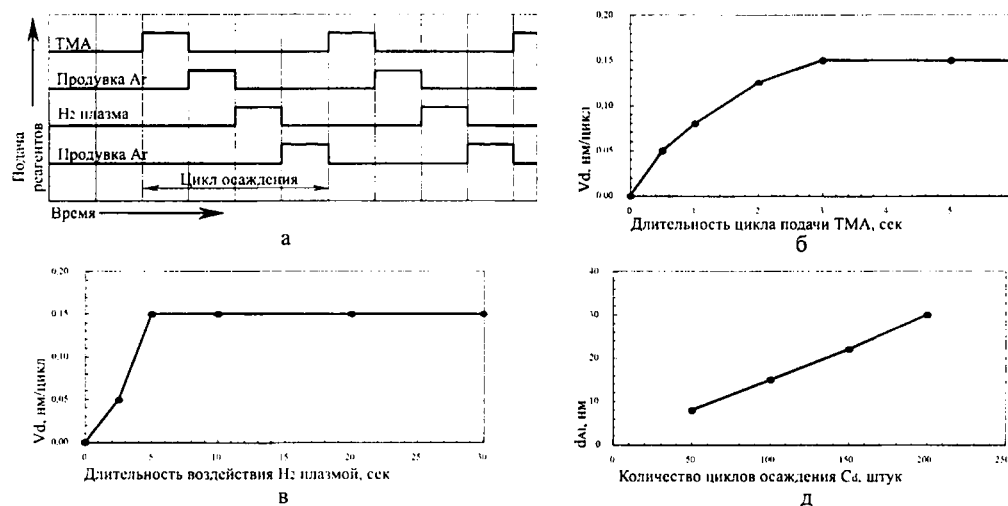 ТМА
Продувка Ar
H2 плазма
Продувка Ar
Подача
реагентов
Цикл осаждения
Время
а
0,20
0,15
0,10
0,05
0,00
Vd, нм/цикл
0 1 2 3 4 5
Длительность цикла подачи ТМА, сек
б
0,20
0,15
0,10
0,05
0,00
Vd, нм/цикл
0 5 10 15 20 25 30
Длительность воздействия H2 плазмой, сек
в
40
30
20
10
0
dAl, нм
0 50 100 150 200 250
Количество циклов осаждения Cd, штук
д